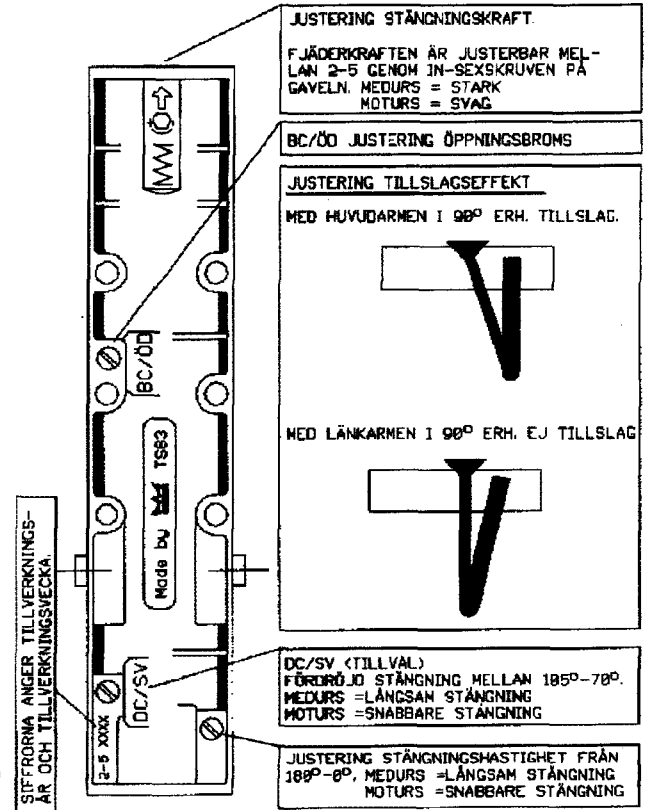 JUSTERING STÄNGNINGSKRAFT.
FJÄDERKRAFTEN ÄR JUSTERBAR MEL-
LAN 2-5 GENOM IN-SEXSKRUVEN PÅ
GAVELN. MEDURS = STARK
MOTURS = SVAG
BC/ÖD JUSTERING ÖPPNINGSBROMS
JUSTERING TILLSLAGSEFFEKT
MED HUVUDARMEN I 90° ERH. TILLSLAG.
MED LÄNKARMEN I 90° ERH. EJ TILLSLAG
DC/SV (TILLVAL)
FÖRDRÖJD STÄNGNING MELLAN 105°-70°.
MEDURS =LÅNGSAM STÄNGNING
MOTURS =SNABBARE STÄNGNING
JUSTERING STÄNGNINGSHASTIGHET FRÅN
180°-0°. MEDURS =LÅNGSAM STÄNGNING
MOTURS =SNABBARE STÄNGNING
BC/ÖD
Made by TS83
DC/SV
2-5 XXXX
SIFFRORNA ANGER TILLVERKNINGS-
ÅR OCH TILLVERKNINGSVECKA.